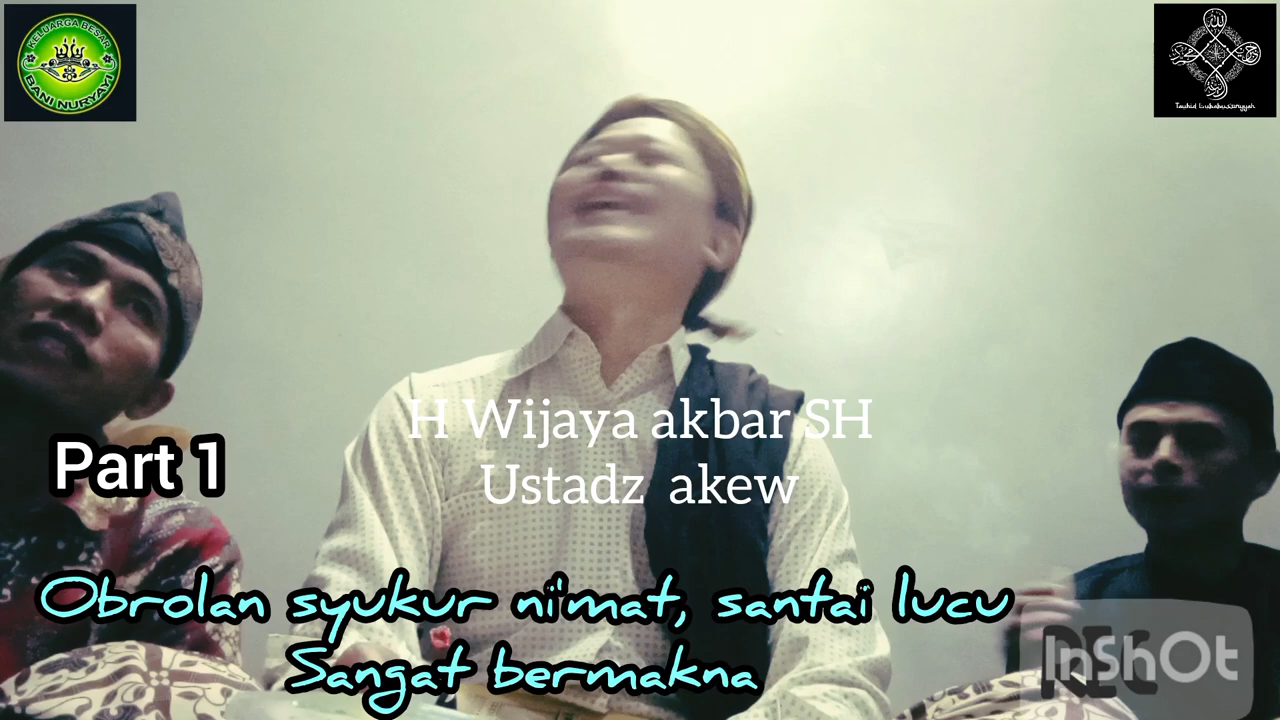 KELUARGA BESAR
BANI NURYAYI
H Wijaya akbar SH
Ustadz akew
Part 1
Obrolan syukur ni'mat, santai lucu
Sangat bermakna
InShOt